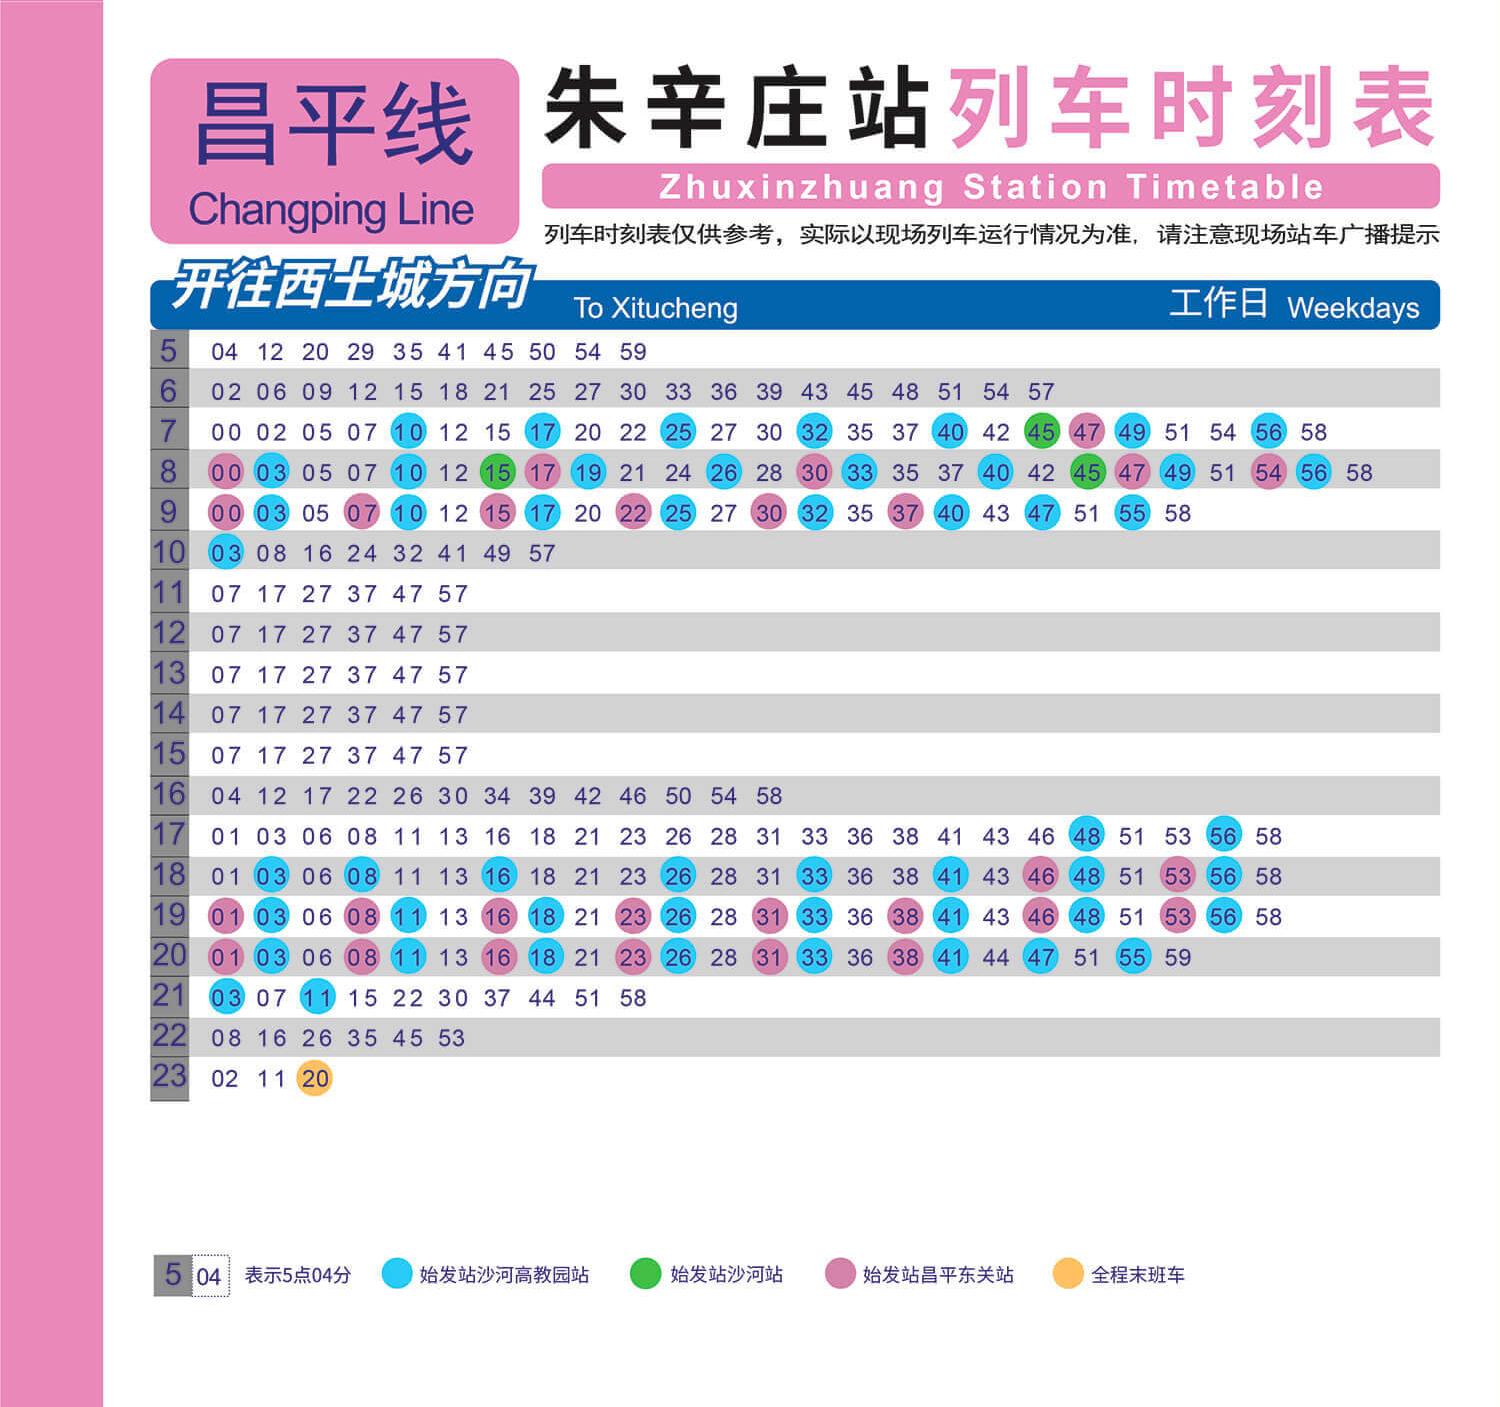 昌平线
Changping Line
朱辛庄站列车时刻表
Zhuxinzhuang Station Timetable
列车时刻表仅供参考，实际以现场列车运行情况为准，请注意现场站车广播提示
开往西土城方向 To Xitucheng 工作日 Weekdays
5 04 12 20 29 35 41 45 50 54 59
6 02 06 09 12 15 18 21 25 27 30 33 36 39 43 45 48 51 54 57
7 00 02 05 07 10 12 15 17 20 22 25 27 30 32 35 37 40 42 45 47 49 51 54 56 58
8 00 03 05 07 10 12 15 17 19 21 24 26 28 30 33 35 37 40 42 45 47 49 51 54 56 58
9 00 03 05 07 10 12 15 17 20 22 25 27 30 32 35 37 40 43 47 51 55 58
10 03 08 16 24 32 41 49 57
11 07 17 27 37 47 57
12 07 17 27 37 47 57
13 07 17 27 37 47 57
14 07 17 27 37 47 57
15 07 17 27 37 47 57
16 04 12 17 22 26 30 34 39 42 46 50 54 58
17 01 03 06 08 11 13 16 18 21 23 26 28 31 33 36 38 41 43 46 48 51 53 56 58
18 01 03 06 08 11 13 16 18 21 23 26 28 31 33 36 38 41 43 46 48 51 53 56 58
19 01 03 06 08 11 13 16 18 21 23 26 28 31 33 36 38 41 43 46 48 51 53 56 58
20 01 03 06 08 11 13 16 18 21 23 26 28 31 33 36 38 41 44 47 51 55 59
21 03 07 11 15 22 30 37 44 51 58
22 08 16 26 35 45 53
23 02 11 20
5 04 表示5点04分 始发站沙河高教园站 始发站沙河站 始发站昌平东关站 全程末班车